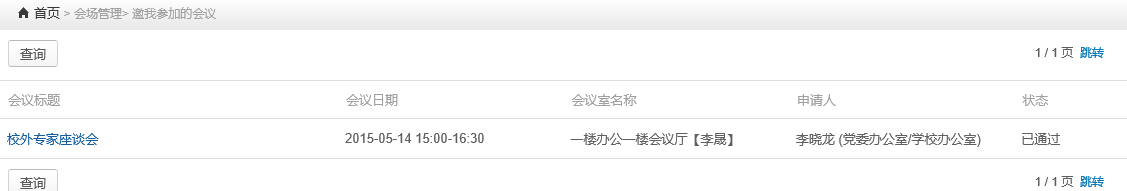 首页 > 会场管理> 邀我参加的会议
查询 1 / 1 页 跳转
会议标题 会议日期 会议室名称 申请人 状态
校外专家座谈会 2015-05-14 15:00-16:30 一楼办公一楼会议厅【李晟】 李晓龙 (党委办公室/学校办公室) 已通过
查询 1 / 1 页 跳转